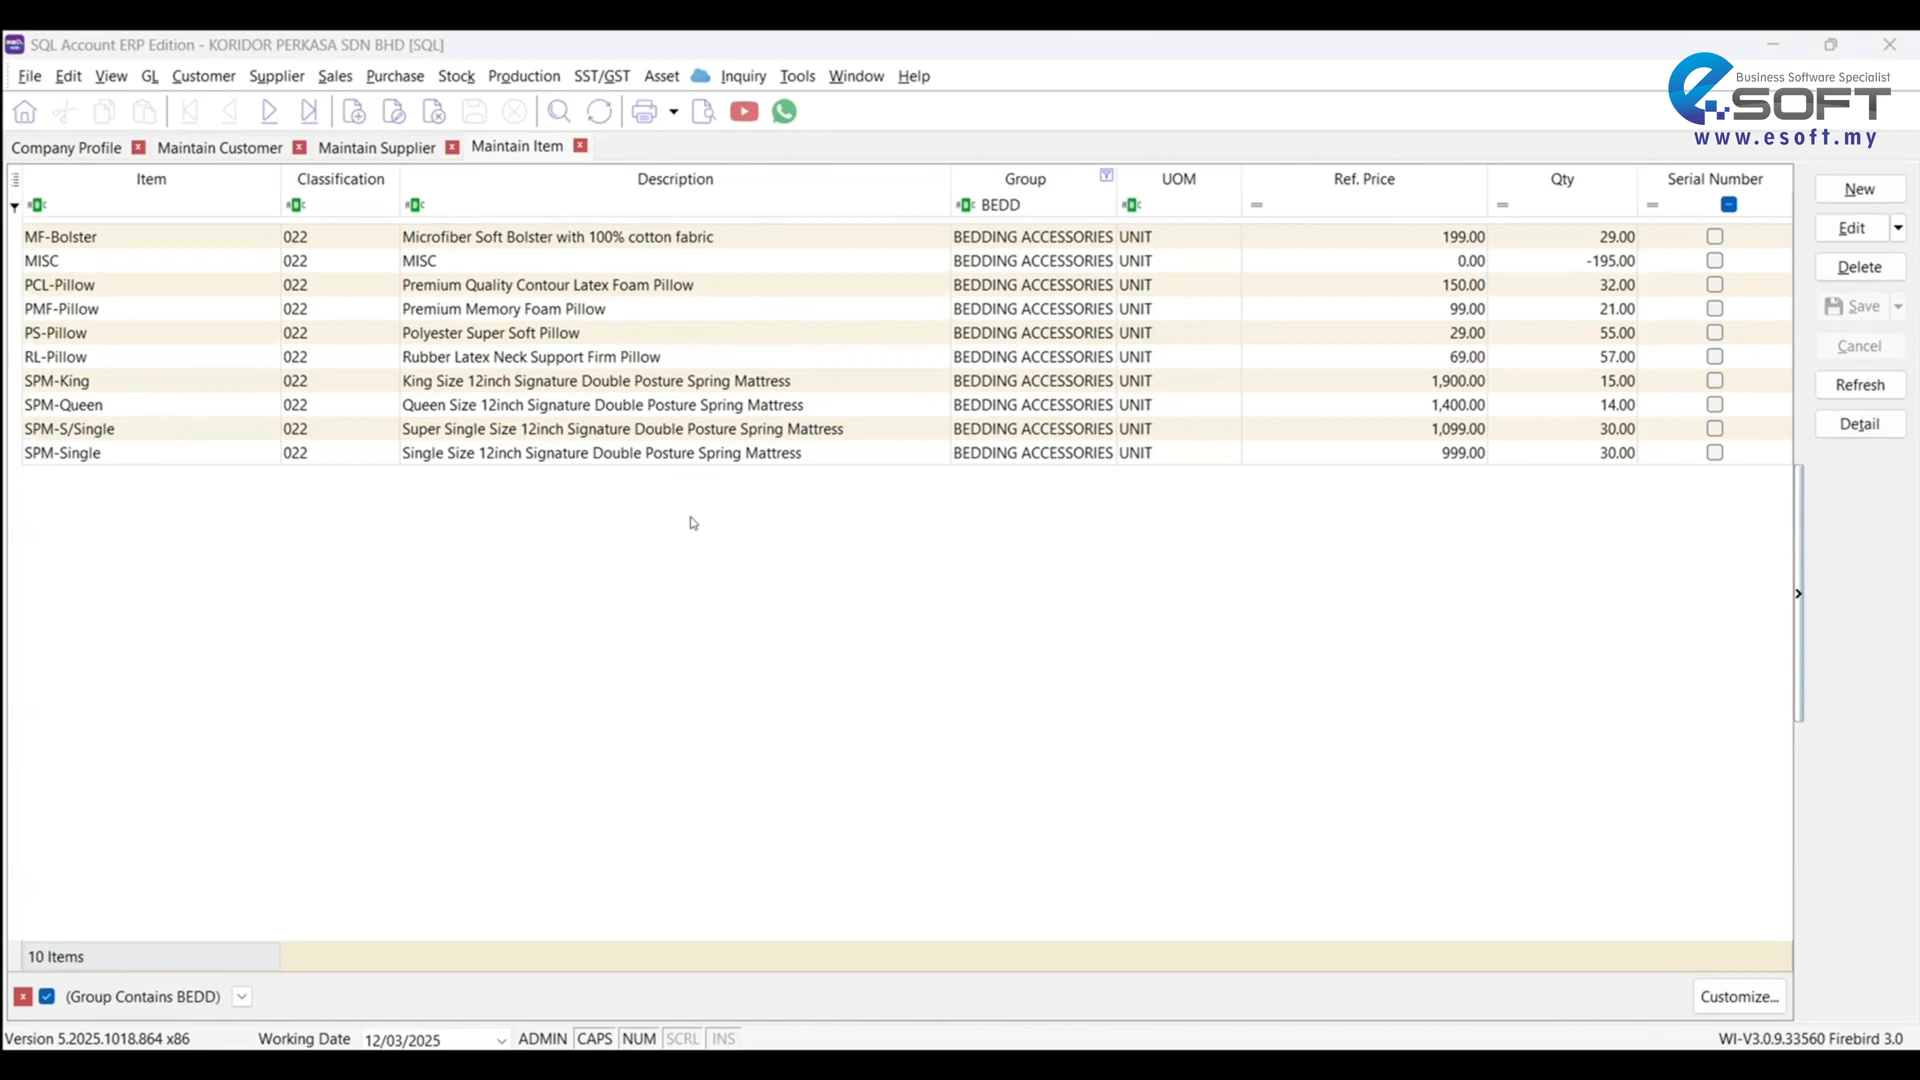 SQL Account ERP Edition - KORIDOR PERKASA SDN BHD [SQL]
File Edit View GL Customer Supplier Sales Purchase Stock Production SST/GST Asset Inquiry Tools Window Help
Business Software Specialist
eSOFT
www.esoft.my
Company Profile Maintain Customer Maintain Supplier Maintain Item
Item Classification Description Group UOM Ref. Price Qty Serial Number
BEDD
MF-Bolster 022 Microfiber Soft Bolster with 100% cotton fabric BEDDING ACCESSORIES UNIT 199.00 29.00
MISC 022 MISC BEDDING ACCESSORIES UNIT 0.00 -195.00
PCL-Pillow 022 Premium Quality Contour Latex Foam Pillow BEDDING ACCESSORIES UNIT 150.00 32.00
PMF-Pillow 022 Premium Memory Foam Pillow BEDDING ACCESSORIES UNIT 99.00 21.00
PS-Pillow 022 Polyester Super Soft Pillow BEDDING ACCESSORIES UNIT 29.00 55.00
RL-Pillow 022 Rubber Latex Neck Support Firm Pillow BEDDING ACCESSORIES UNIT 69.00 57.00
SPM-King 022 King Size 12inch Signature Double Posture Spring Mattress BEDDING ACCESSORIES UNIT 1,900.00 15.00
SPM-Queen 022 Queen Size 12inch Signature Double Posture Spring Mattress BEDDING ACCESSORIES UNIT 1,400.00 14.00
SPM-S/Single 022 Super Single Size 12inch Signature Double Posture Spring Mattress BEDDING ACCESSORIES UNIT 1,099.00 30.00
SPM-Single 022 Single Size 12inch Signature Double Posture Spring Mattress BEDDING ACCESSORIES UNIT 999.00 30.00
New
Edit
Delete
Save
Cancel
Refresh
Detail
10 Items
(Group Contains BEDD)
Customize...
Version 5.2025.1018.864 x86 Working Date 12/03/2025 ADMIN CAPS NUM SCRL INS WI-V3.0.9.33560 Firebird 3.0